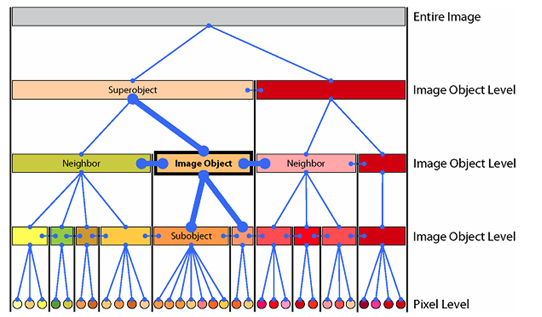 Entire Image
Superobject
Image Object Level
Neighbor
Image Object
Neighbor
Image Object Level
Subobject
Image Object Level
Pixel Level